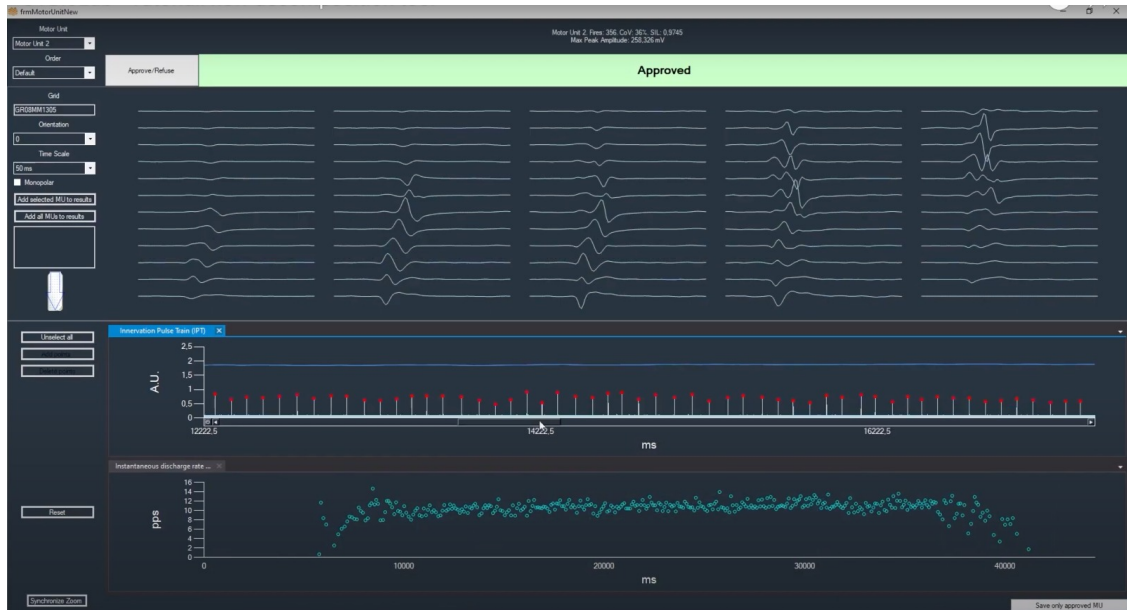 frmMotorUnitNew
Motor Unit
Motor Unit 2
Order
Default
Motor Unit 2. Fires: 356. CoV: 36%. SIL: 0,9745
Max Peak Amplitude: 258,326 mV
Approve/Refuse
Approved
Grid
GR08MM1305
Orientation
0
Time Scale
50 ms
Monopolar
Add selected MU to results
Add all MUs to results
Unselect all
Innervation Pulse Train (IPT)
2,5
2
1,5
1
0,5
0
A.U.
12222,5
14222,5
16222,5
ms
Instantaneous discharge rate ...
Reset
16
14
12
10
8
6
4
2
0
pps
0
10000
20000
30000
40000
ms
Synchronize Zoom
Save only approved MU